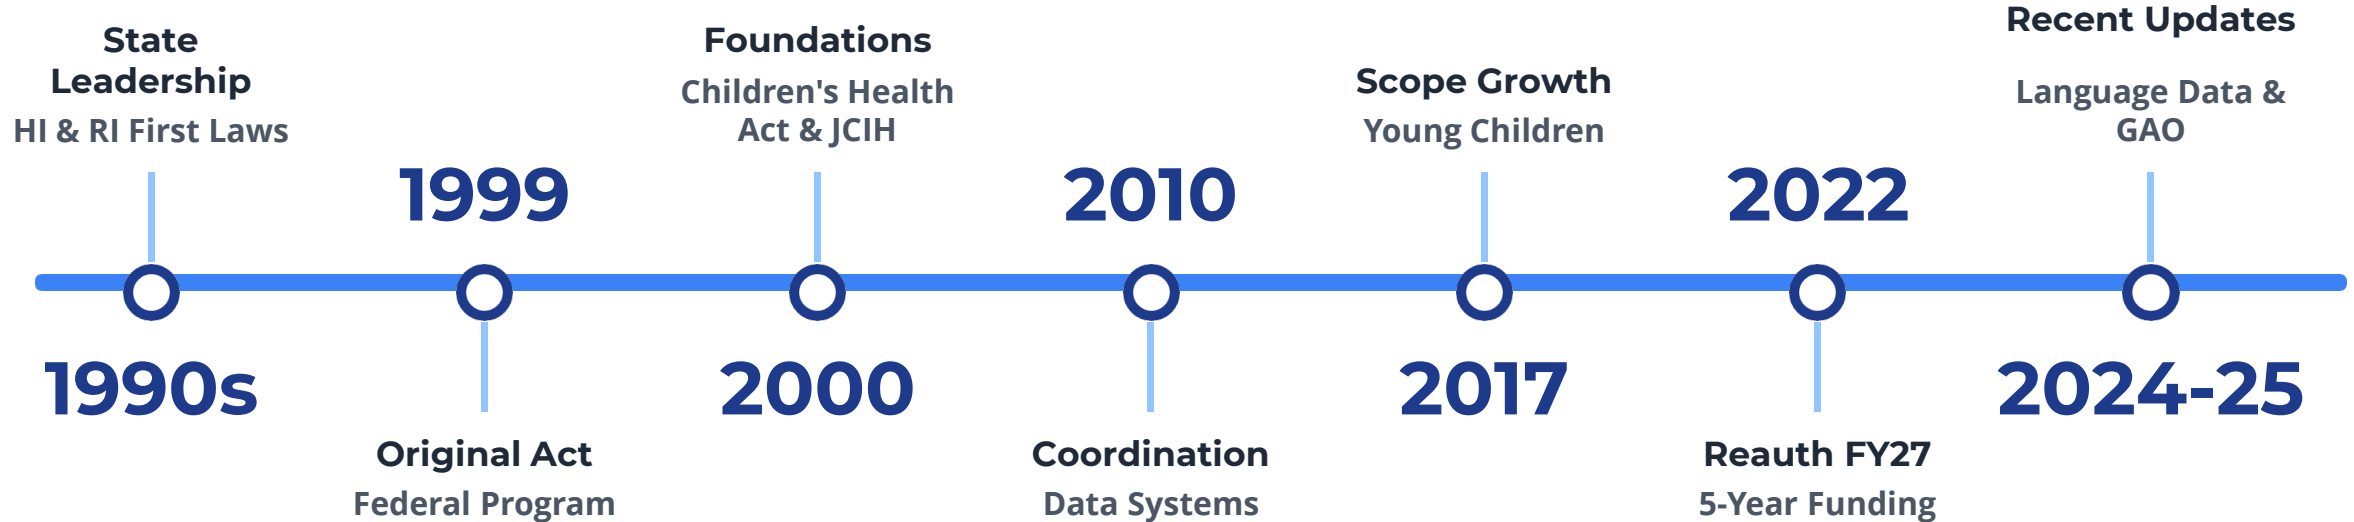 State
Leadership
HI & RI First Laws
1990s
1999
Original Act
Federal Program
Foundations
Children's Health
Act & JCIH
2000
2010
Coordination
Data Systems
Scope Growth
Young Children
2017
2022
Reauth FY27
5-Year Funding
Recent Updates
Language Data &
GAO
2024-25